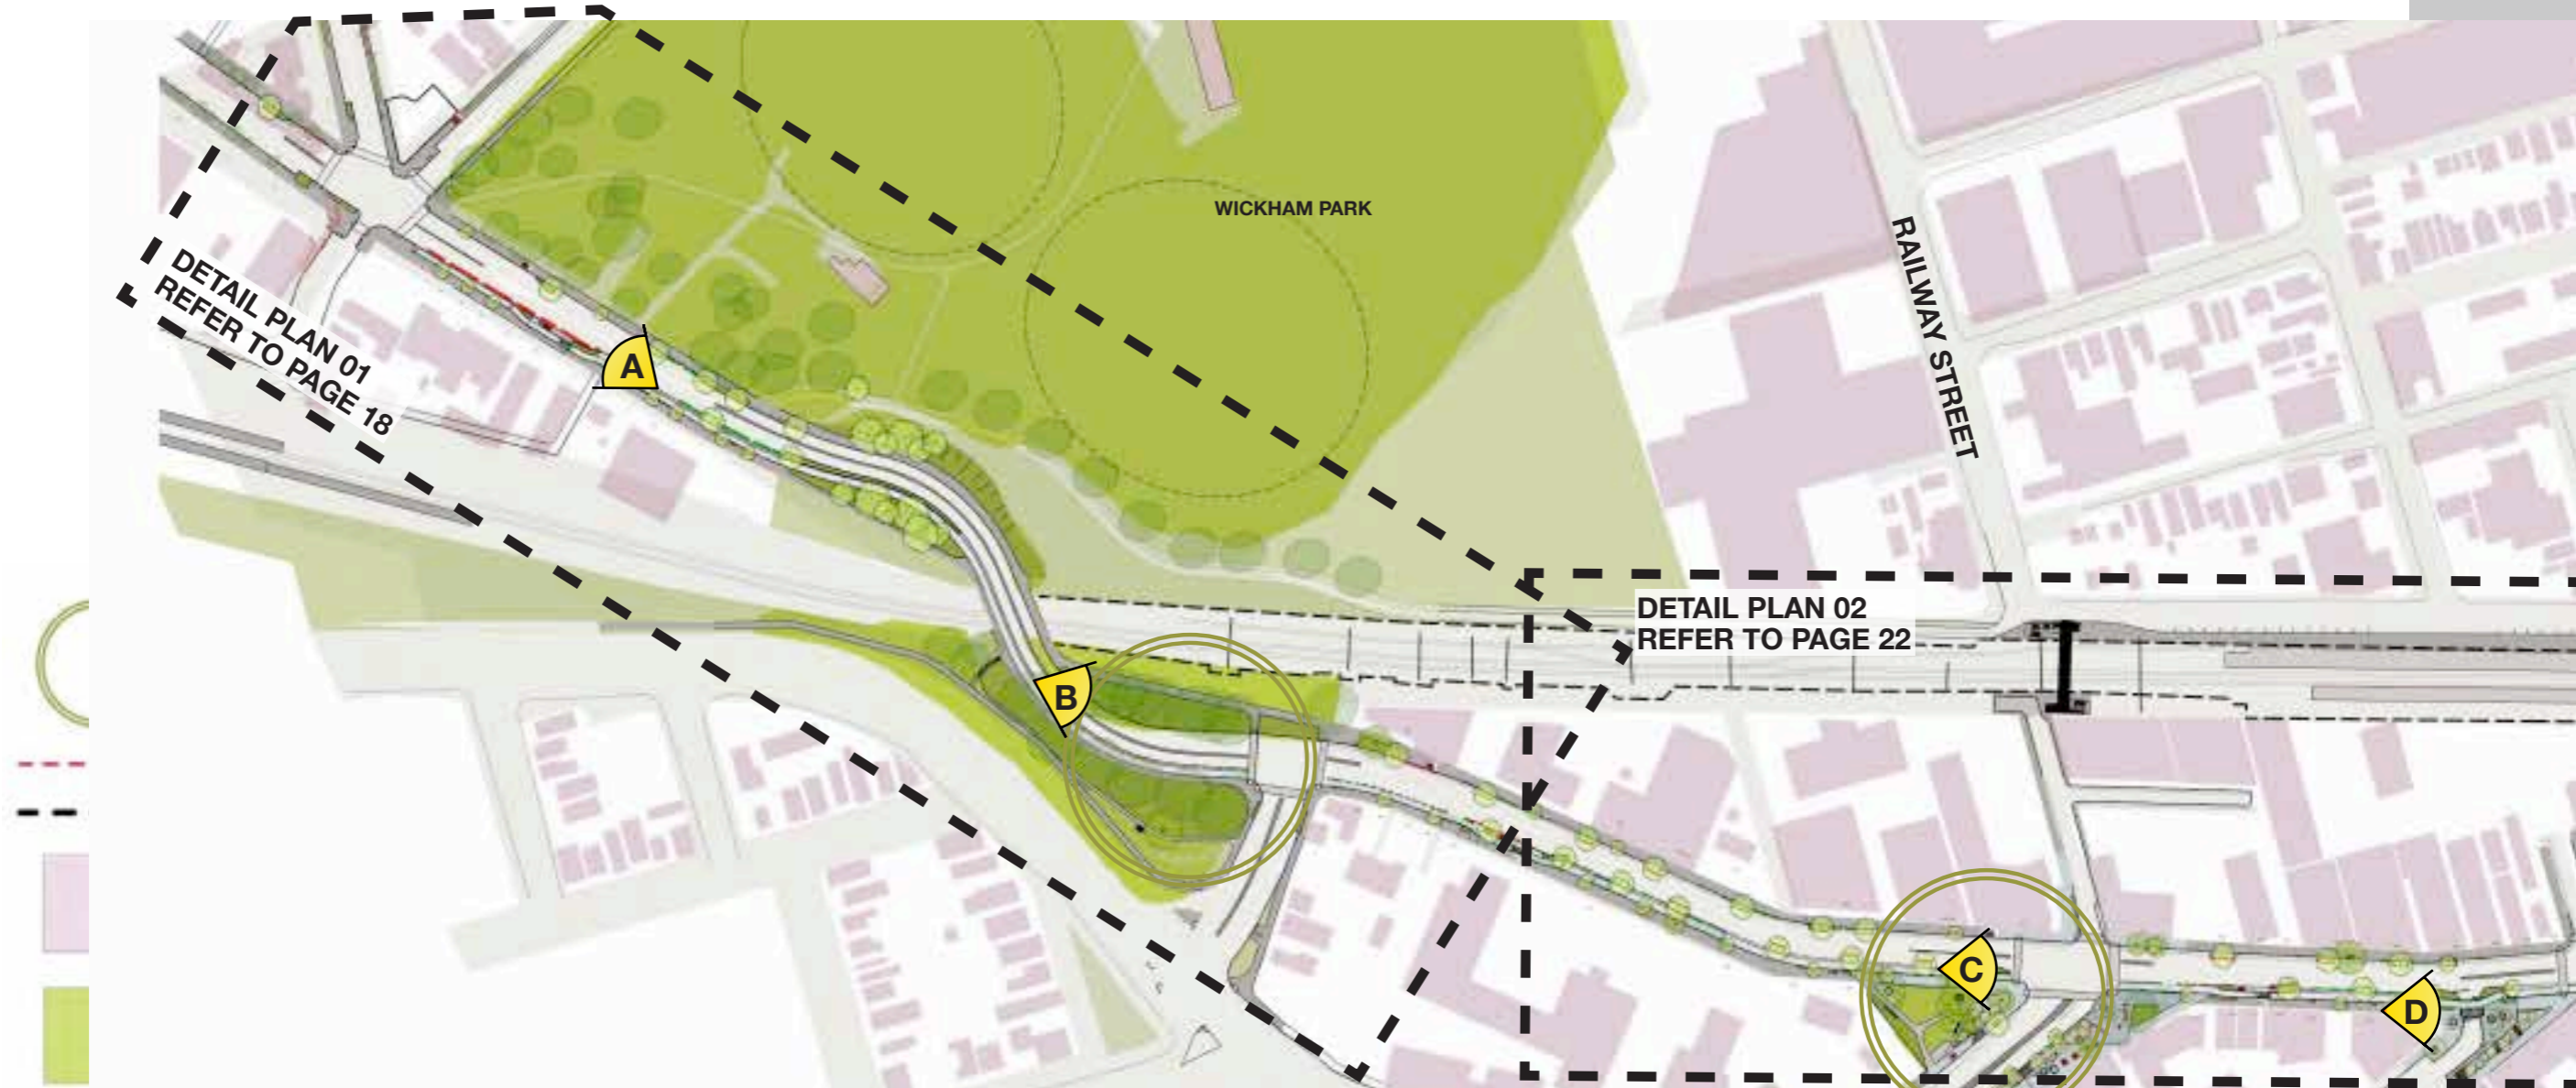 WICKHAM PARK
RAILWAY STREET
DETAIL PLAN 01
REFER TO PAGE 18
A
DETAIL PLAN 02
REFER TO PAGE 22
B
C
D